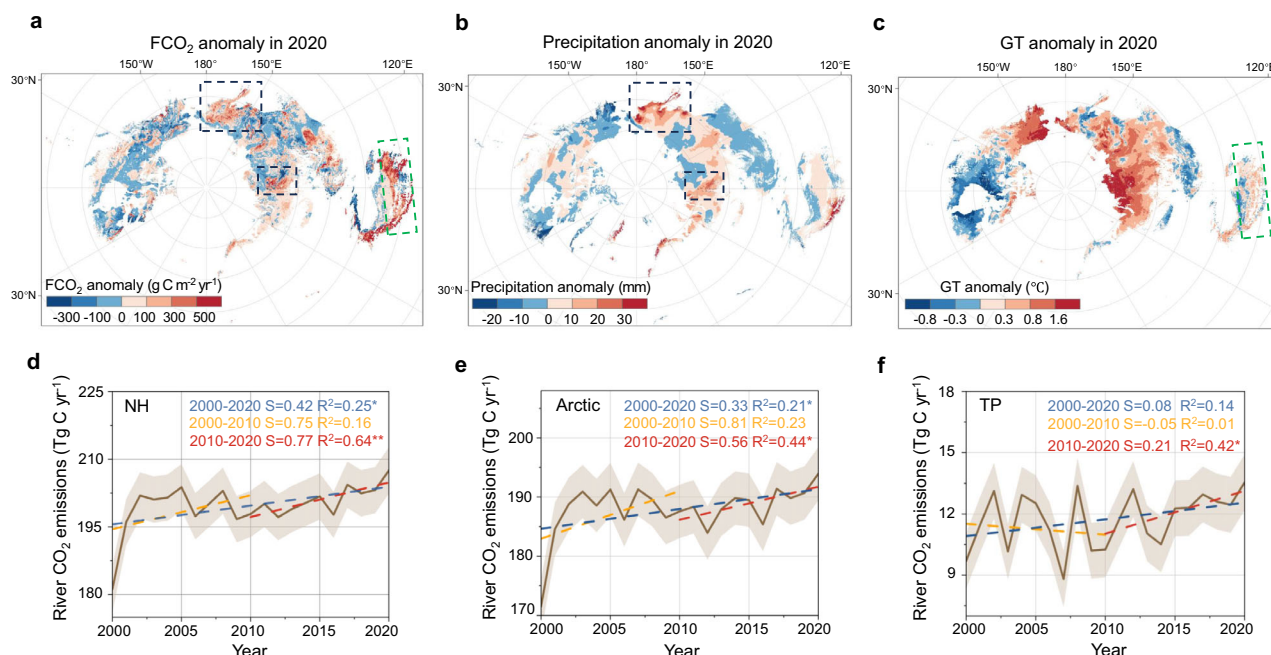 a
FCO₂ anomaly in 2020
150°W 180° 150°E 120°E
30°N
30°N
FCO₂ anomaly (g C m⁻² yr⁻¹)
-300 -100 0 100 300 500
b
Precipitation anomaly in 2020
150°W 180° 150°E 120°E
30°N
30°N
Precipitation anomaly (mm)
-20 -10 0 10 20 30
c
GT anomaly in 2020
150°W 180° 150°E 120°E
30°N
30°N
GT anomaly (℃)
-0.8 -0.3 0 0.3 0.8 1.6
d
River CO₂ emissions (Tg C yr⁻¹)
225
210
195
180
NH
2000-2020 S=0.42 R²=0.25*
2000-2010 S=0.75 R²=0.16
2010-2020 S=0.77 R²=0.64**
2000 2005 2010 2015 2020
Year
e
River CO₂ emissions (Tg C yr⁻¹)
200
190
180
170
Arctic
2000-2020 S=0.33 R²=0.21*
2000-2010 S=0.81 R²=0.23
2010-2020 S=0.56 R²=0.44*
2000 2005 2010 2015 2020
Year
f
River CO₂ emissions (Tg C yr⁻¹)
18
15
12
9
TP
2000-2020 S=0.08 R²=0.14
2000-2010 S=-0.05 R²=0.01
2010-2020 S=0.21 R²=0.42*
2000 2005 2010 2015 2020
Year